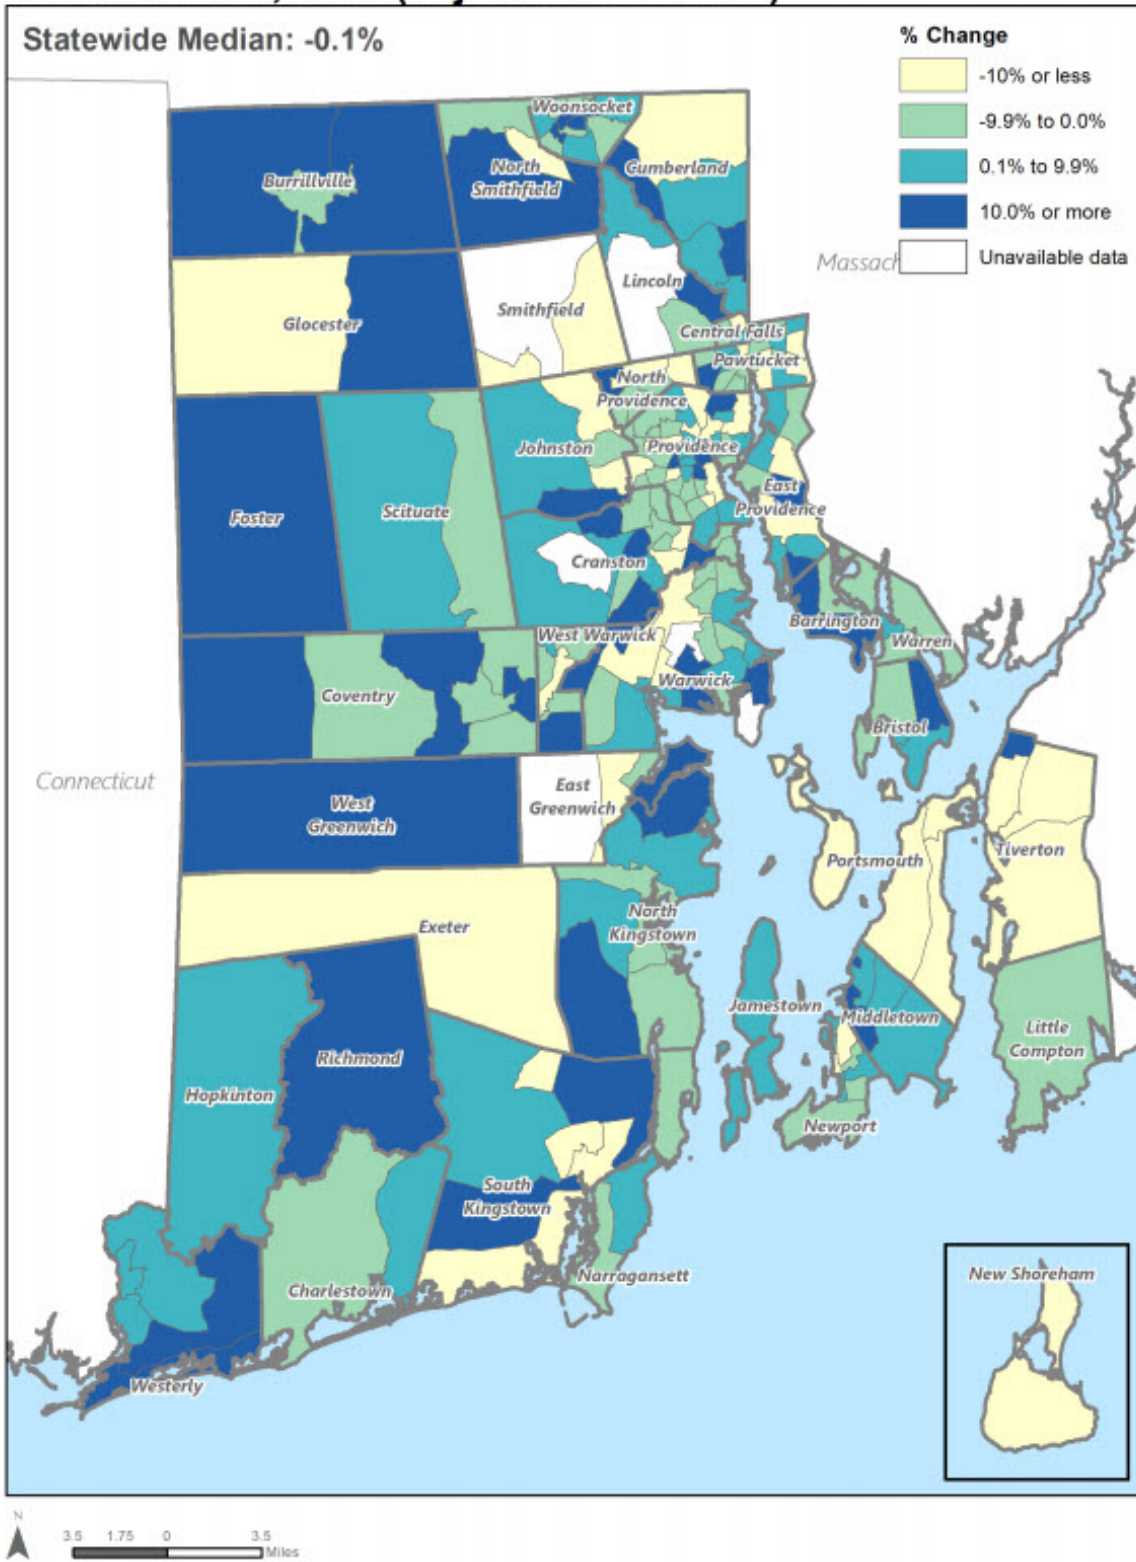 Statewide Median: -0.1%
% Change
-10% or less
-9.9% to 0.0%
0.1% to 9.9%
10.0% or more
Unavailable data
Massach
Woonsocket
Burrillville
North
Smithfield
Cumberland
Lincoln
Smithfield
Glocester
Central Falls
Pawtucket
North
Providence
Johnston
Providence
East
Providence
Foster
Scituate
Cranston
Barrington
West Warwick
Warren
Warwick
Coventry
Bristol
Connecticut
East
Greenwich
West
Greenwich
Portsmouth
Tiverton
Exeter
North
Kingstown
Jamestown
Middletown
Little
Compton
Richmond
Hopkinton
Newport
South
Kingstown
Narragansett
Charlestown
New Shoreham
Westerly
N
3.5 1.75 0 3.5
Miles